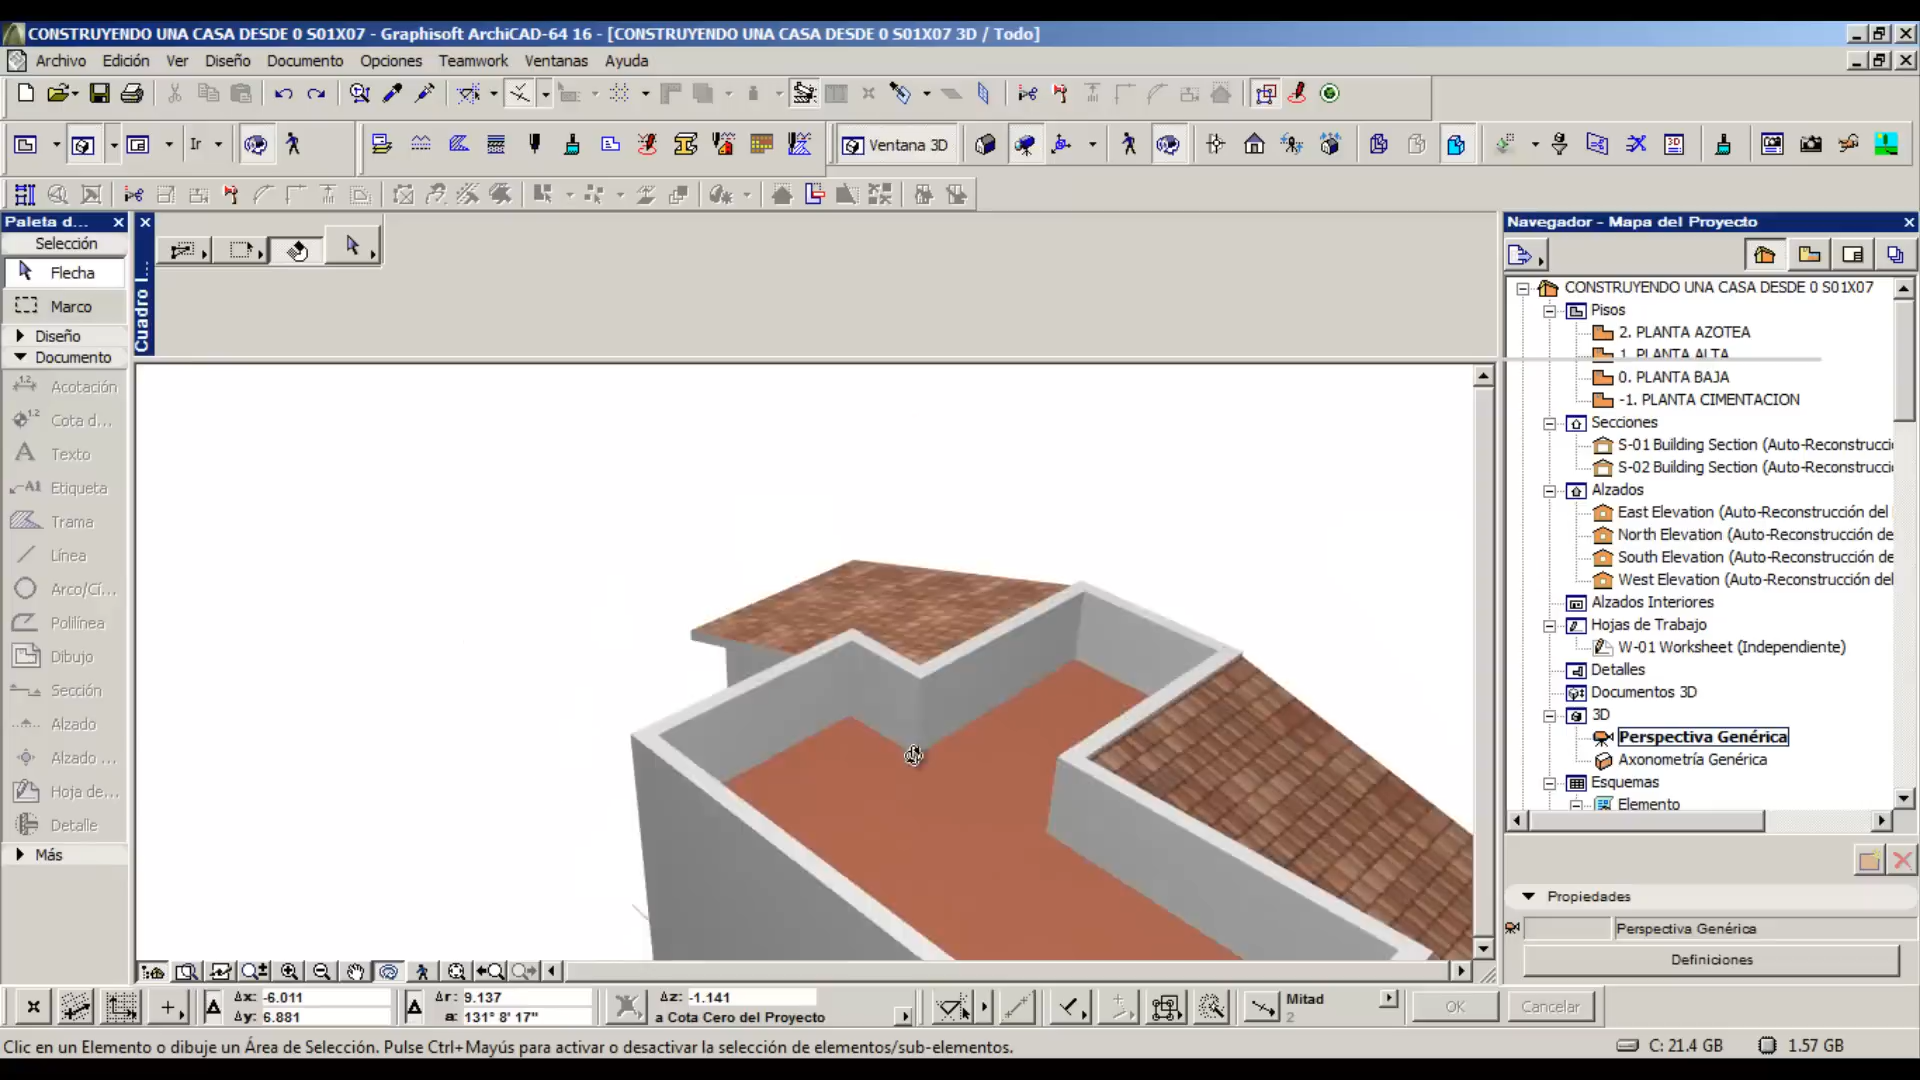 CONSTRUYENDO UNA CASA DESDE 0 S01X07 - Graphisoft ArchiCAD-64 16 - [CONSTRUYENDO UNA CASA DESDE 0 S01X07 3D / Todo]
Archivo Edición Ver Diseño Documento Opciones Teamwork Ventanas Ayuda
Ir
Ventana 3D
Paleta d...
Selección
Flecha
Marco
Diseño
Documento
Acotación
Cota d...
Texto
Etiqueta
Trama
Línea
Arco/Cí...
Polilínea
Dibujo
Sección
Alzado
Alzado ...
Hoja de...
Detalle
Más
Cuadro I...
Navegador - Mapa del Proyecto
CONSTRUYENDO UNA CASA DESDE 0 S01X07
Pisos
2. PLANTA AZOTEA
1. PLANTA ALTA
0. PLANTA BAJA
-1. PLANTA CIMENTACION
Secciones
S-01 Building Section (Auto-Reconstrucci
S-02 Building Section (Auto-Reconstrucci
Alzados
East Elevation (Auto-Reconstrucción del
North Elevation (Auto-Reconstrucción de
South Elevation (Auto-Reconstrucción de
West Elevation (Auto-Reconstrucción del
Alzados Interiores
Hojas de Trabajo
W-01 Worksheet (Independiente)
Detalles
Documentos 3D
3D
Perspectiva Genérica
Axonometría Genérica
Esquemas
Elemento
Propiedades
Perspectiva Genérica
Definiciones
Δx: -6.011
Δy: 6.881
Δr: 9.137
a: 131° 8' 17"
Δz: -1.141
a Cota Cero del Proyecto
Mitad
2
OK
Cancelar
Clic en un Elemento o dibuje un Área de Selección. Pulse Ctrl+Mayús para activar o desactivar la selección de elementos/sub-elementos.
C: 21.4 GB
1.57 GB